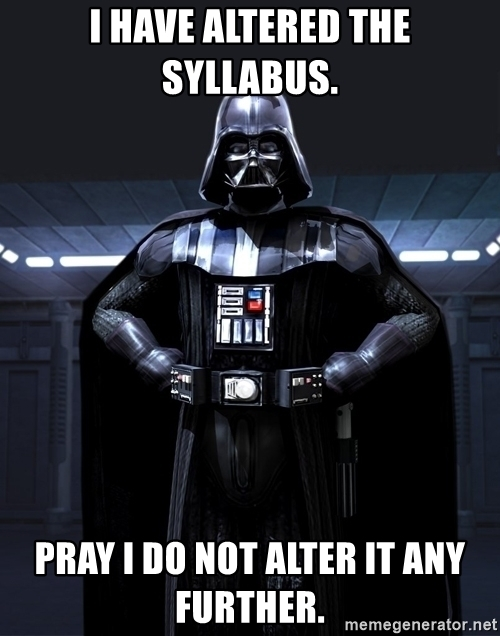 I HAVE ALTERED THE
SYLLABUS.
PRAY I DO NOT ALTER IT ANY
FURTHER.
memegenerator.net